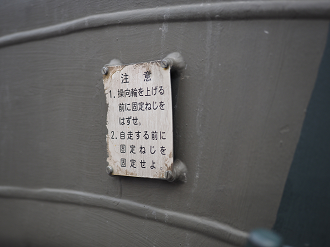 注意
1.操向輪を上げる
前に固定ねじを
はずせ。
2.自走する前に
固定ねじを
固定せよ